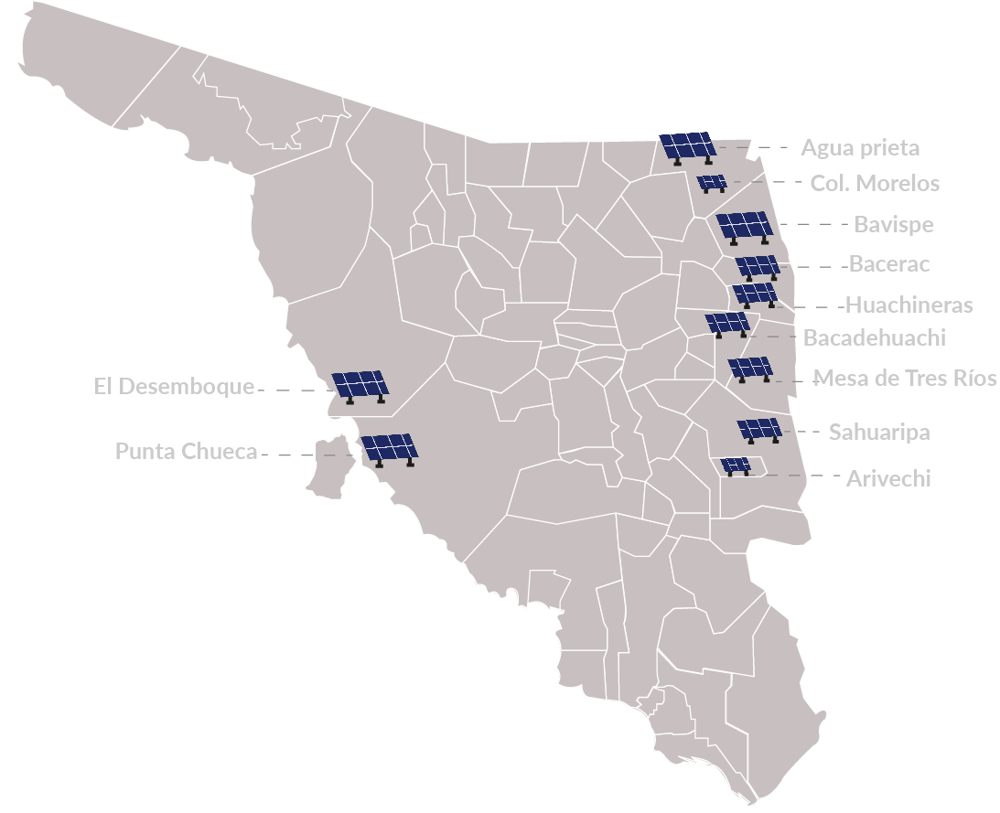 Agua prieta
Col. Morelos
Bavispe
Bacerac
Huachineras
Bacadehuachi
Mesa de Tres Ríos
El Desemboque
Sahuaripa
Punta Chueca
Arivechi